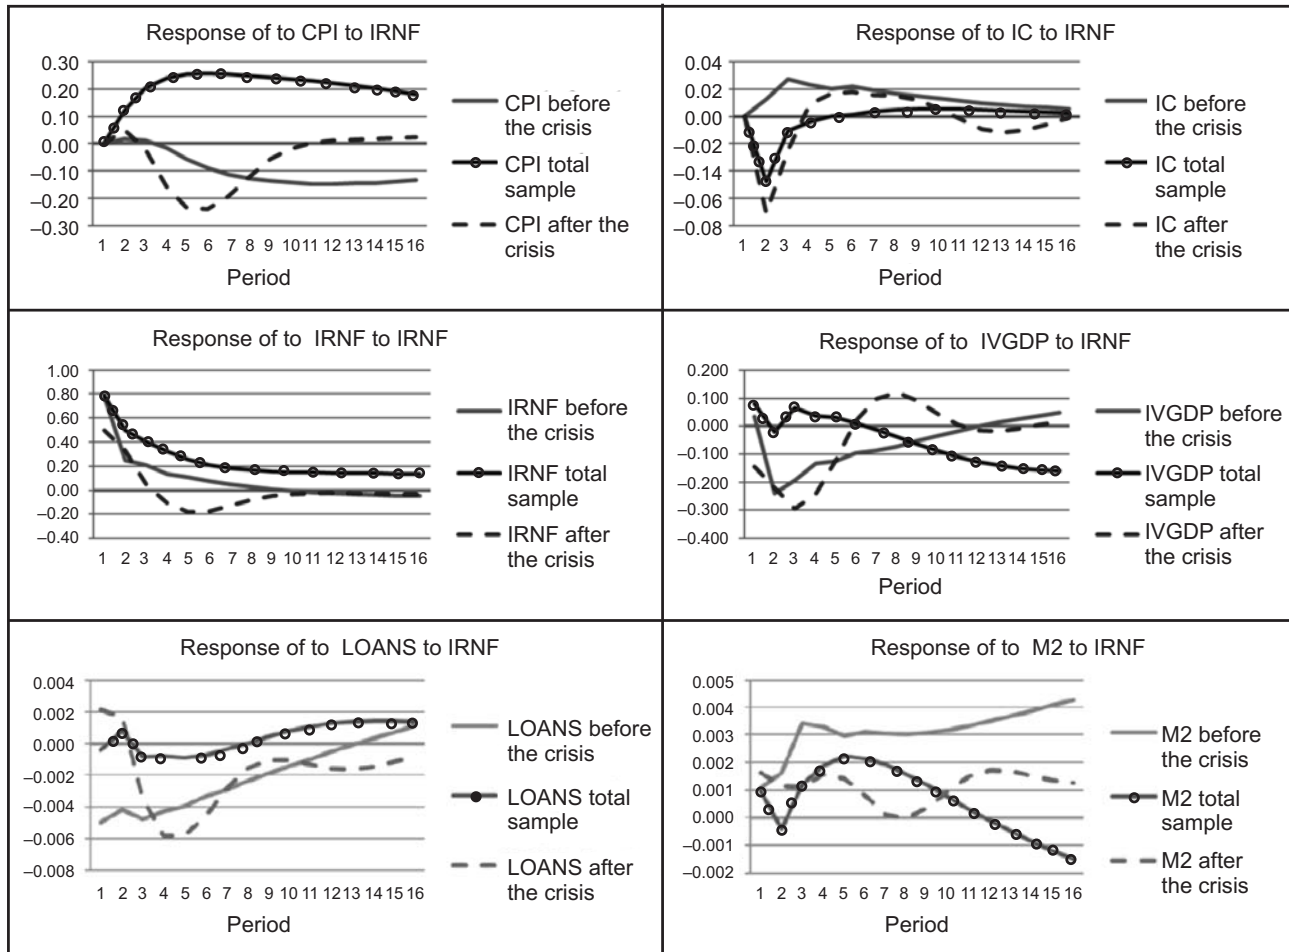 Response of to CPI to IRNF
0.30
0.20
0.10
0.00
–0.10
–0.20
–0.30
1 2 3 4 5 6 7 8 9 10 11 12 13 14 15 16
Period
CPI before
the crisis
CPI total
sample
CPI after the
crisis
Response of to IC to IRNF
0.04
0.02
0.00
–0.02
–0.14
–0.06
–0.08
1 2 3 4 5 6 7 8 9 10 11 12 13 14 15 16
Period
IC before
the crisis
IC total
sample
IC after
the crisis
Response of to IRNF to IRNF
1.00
0.80
0.60
0.40
0.20
0.00
–0.20
–0.40
1 2 3 4 5 6 7 8 9 10 11 12 13 14 15 16
Period
IRNF before
the crisis
IRNF total
sample
IRNF after
the crisis
Response of to IVGDP to IRNF
0.200
0.100
0.000
–0.100
–0.200
–0.300
–0.400
1 2 3 4 5 6 7 8 9 10 11 12 13 14 15 16
Period
IVGDP before
the crisis
IVGDP total
sample
IVGDP after
the crisis
Response of to LOANS to IRNF
0.004
0.002
0.000
–0.002
–0.004
–0.006
–0.008
1 2 3 4 5 6 7 8 9 10 11 12 13 14 15 16
Period
LOANS before
the crisis
LOANS total
sample
LOANS after
the crisis
Response of to M2 to IRNF
0.005
0.004
0.003
0.002
0.001
0.000
–0.001
–0.002
1 2 3 4 5 6 7 8 9 10 11 12 13 14 15 16
Period
M2 before
the crisis
M2 total
sample
M2 after
the crisis